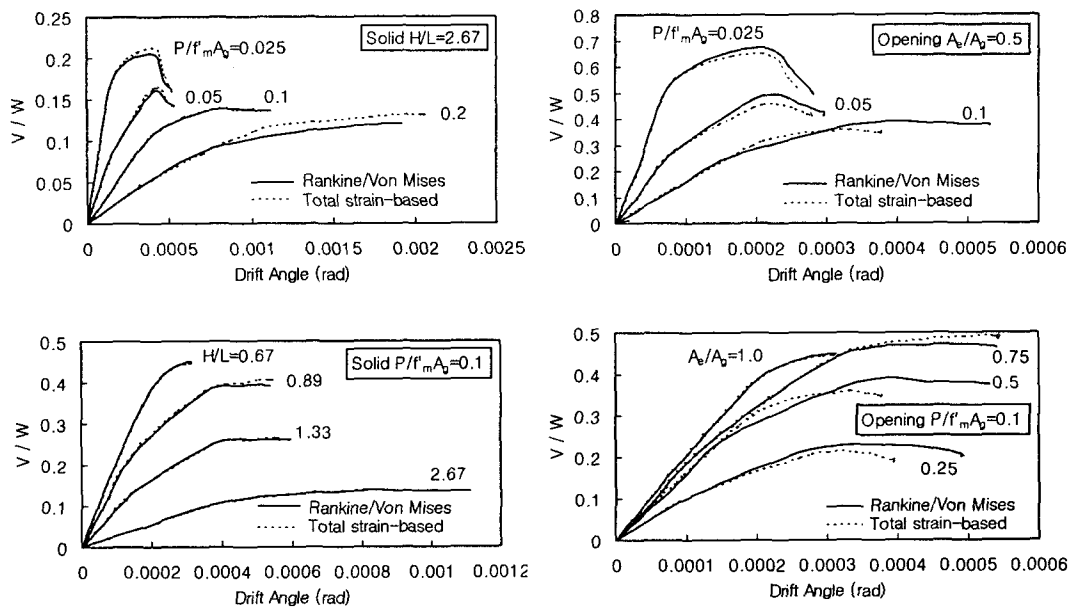 0.25
P/f'mAg=0.025
Solid H/L=2.67
0.2
0.15
0.05
0.1
0.2
0.1
0.05
Rankine/Von Mises
Total strain-based
0
0 0.0005 0.001 0.0015 0.002 0.0025
Drift Angle (rad)
V / W
0.8
P/f'mAg=0.025
Opening Ae/Ag=0.5
0.7
0.6
0.5
0.05
0.4
0.1
0.3
0.2
Rankine/Von Mises
0.1
Total strain-based
0
0 0.0001 0.0002 0.0003 0.0004 0.0005 0.0006
Drift Angle (rad)
V / W
0.5
H/L=0.67
Solid P/f'mAg=0.1
0.4
0.89
0.3
1.33
0.2
2.67
0.1
Rankine/Von Mises
Total strain-based
0
0 0.0002 0.0004 0.0006 0.0008 0.001 0.0012
Drift Angle (rad)
V / W
0.5
Ae/Ag=1.0
0.75
0.4
0.5
0.3
Opening P/f'mAg=0.1
0.2
0.25
0.1
Rankine/Von Mises
Total strain-based
0
0 0.0001 0.0002 0.0003 0.0004 0.0005 0.0006
Drift Angle (rad)
V / W